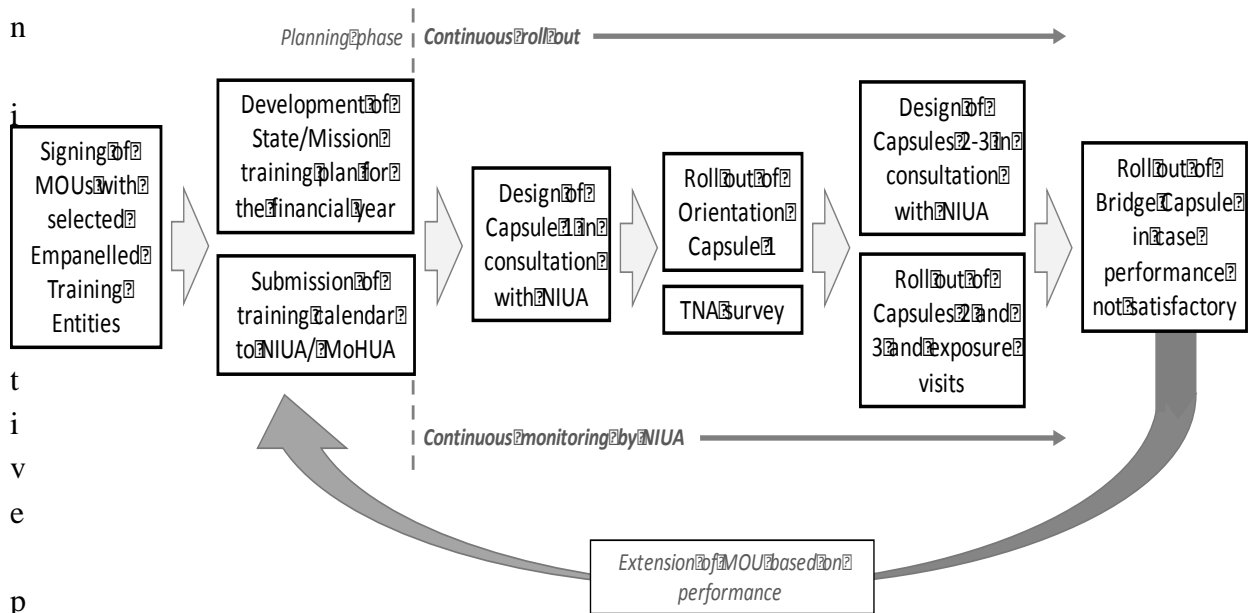 n
i
t
i
v
e
p
Planning phase
Continuous roll out
Signing of
MOUs with
selected
Empanelled
Training
Entities
Development of
State/Mission
training plan for
the financial year
Submission of
training calendar
to NIUA/ MoHUA
Design of
Capsule 1 in
consultation
with NIUA
Roll out of
Orientation
Capsule 1
TNA survey
Design of
Capsules 2-3 in
consultation
with NIUA
Roll out of
Capsules 2 and
3 and exposure
visits
Roll out of
Bridge Capsule
in case
performance
not satisfactory
Continuous monitoring by NIUA
Extension of MOU based on
performance